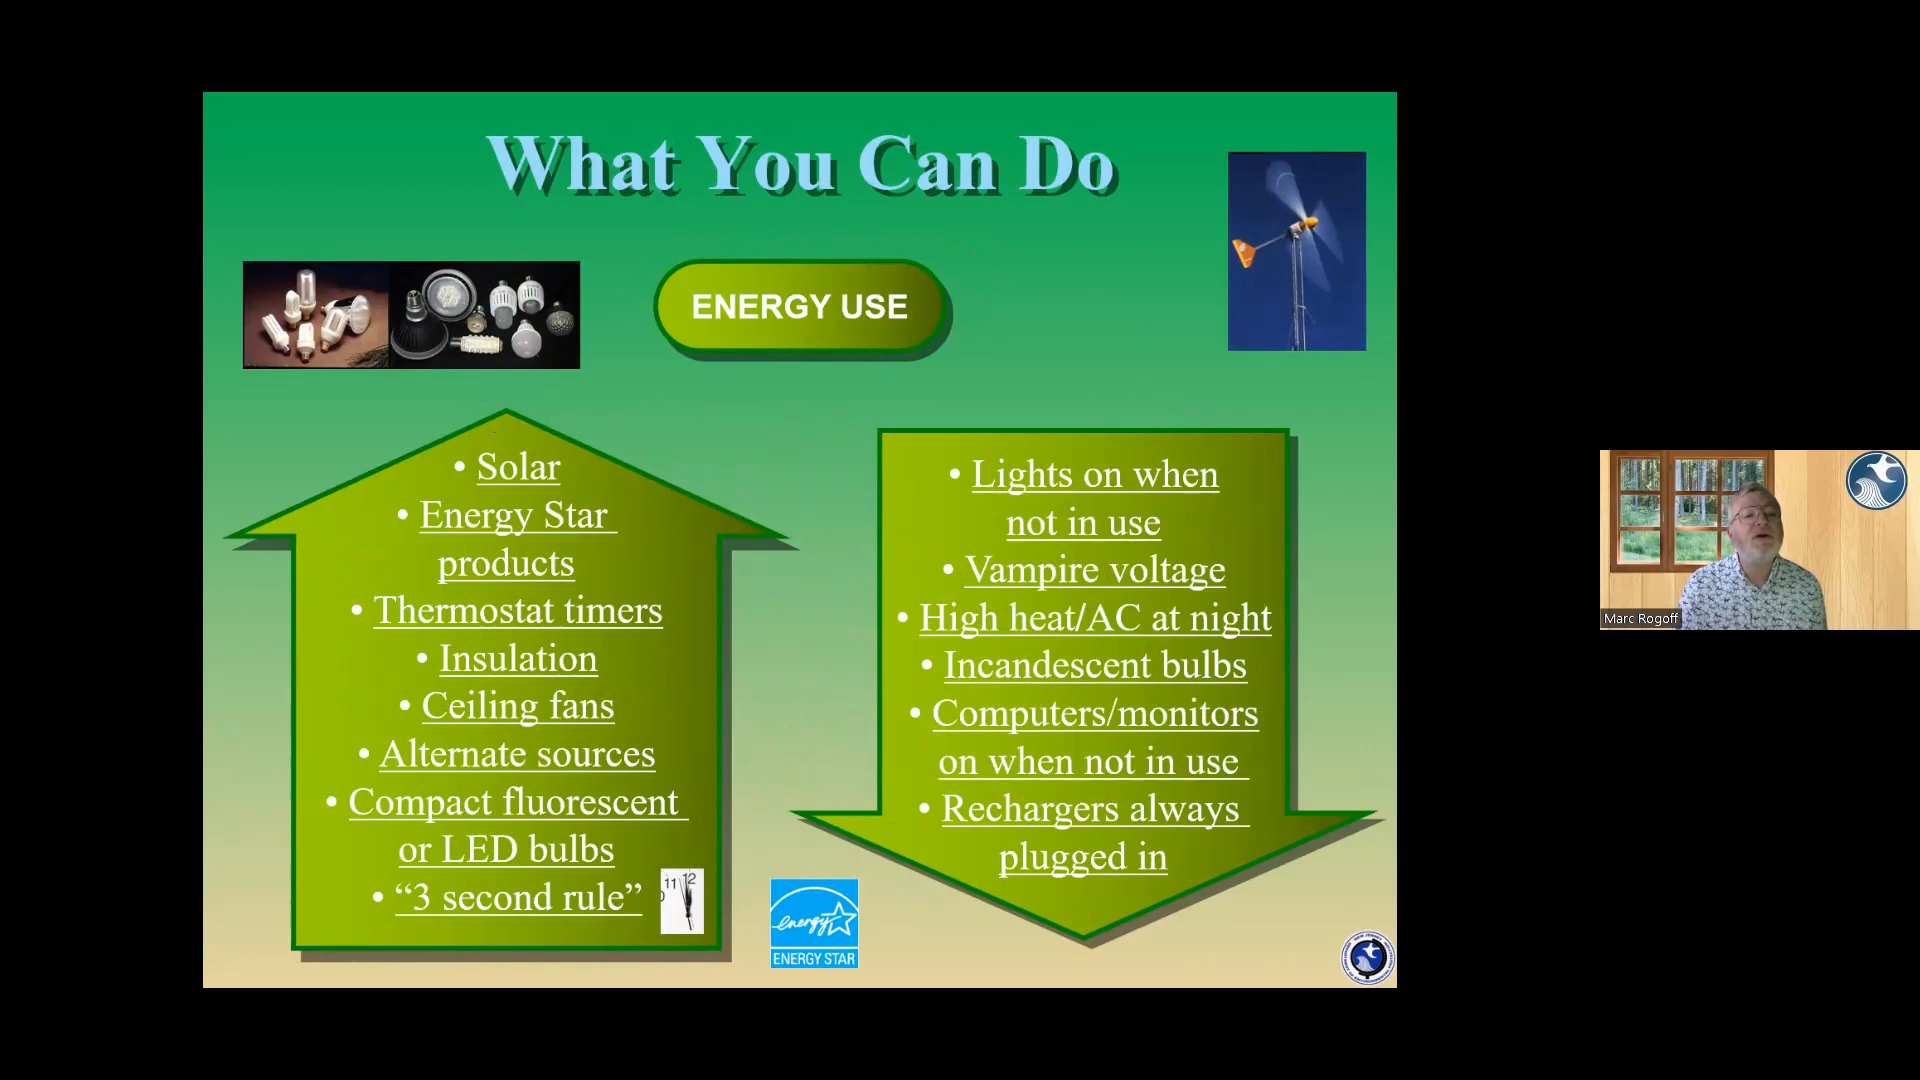 What You Can Do
ENERGY USE
• Solar
• Energy Star
products
• Thermostat timers
• Insulation
• Ceiling fans
• Alternate sources
• Compact fluorescent
or LED bulbs
• “3 second rule”
11 12
• Lights on when
not in use
• Vampire voltage
• High heat/AC at night
• Incandescent bulbs
• Computers/monitors
on when not in use
• Rechargers always
plugged in
energy
ENERGY STAR
Marc Rogoff